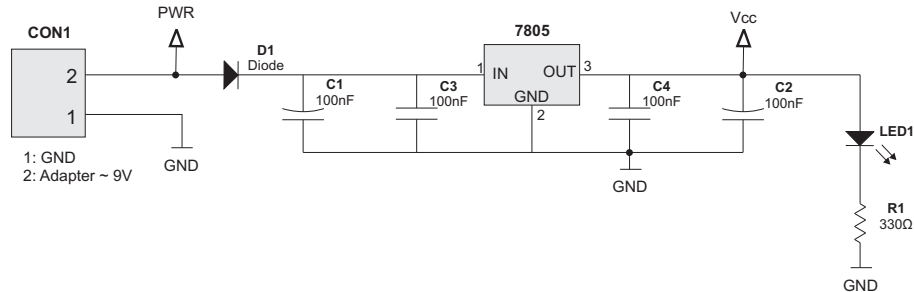 PWR
Vcc
CON1
D1
Diode
7805
2
1
1
IN
OUT
3
GND
2
C1
100nF
C3
100nF
C4
100nF
C2
100nF
LED1
GND
1: GND
2: Adapter ~ 9V
GND
R1
330Ω
GND